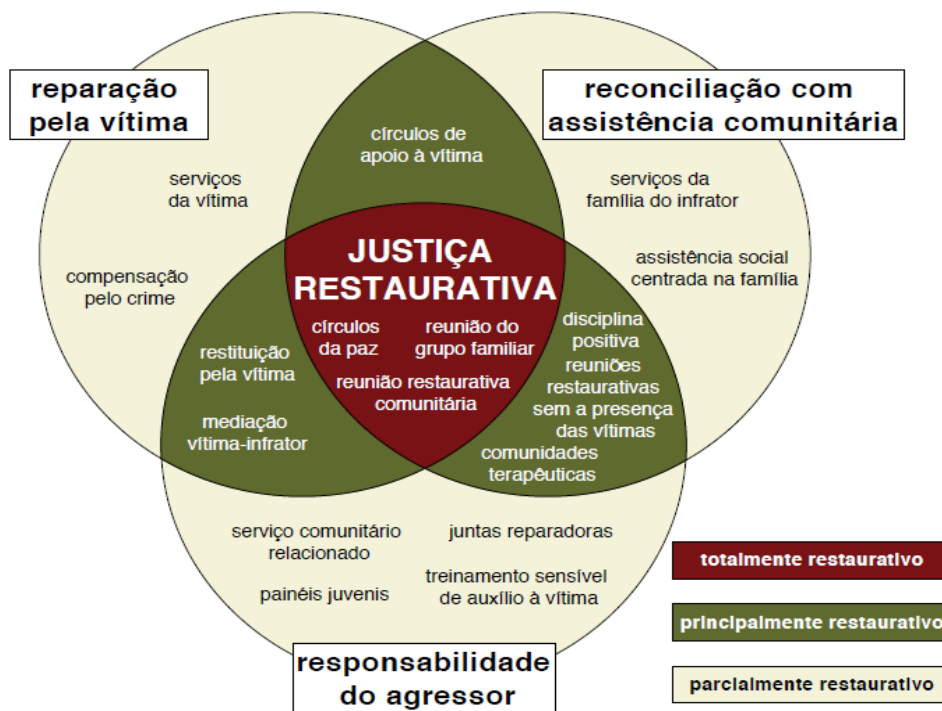 reparação
pela vítima
reconciliação com
assistência comunitária
círculos de
apoio à vítima
serviços
da vítima
serviços da
família do infrator
compensação
pelo crime
assistência social
centrada na família
JUSTIÇA
RESTAURATIVA
círculos
da paz
reunião do
grupo familiar
reunião restaurativa
comunitária
restituição
pela vítima
mediação
vítima-infrator
disciplina
positiva
reuniões
restaurativas
sem a presença
das vítimas
comunidades
terapêuticas
serviço comunitário
relacionado
juntas reparadoras
painéis juvenis
treinamento sensível
de auxílio à vítima
responsabilidade
do agressor
totalmente restaurativo
principalmente restaurativo
parcialmente restaurativo